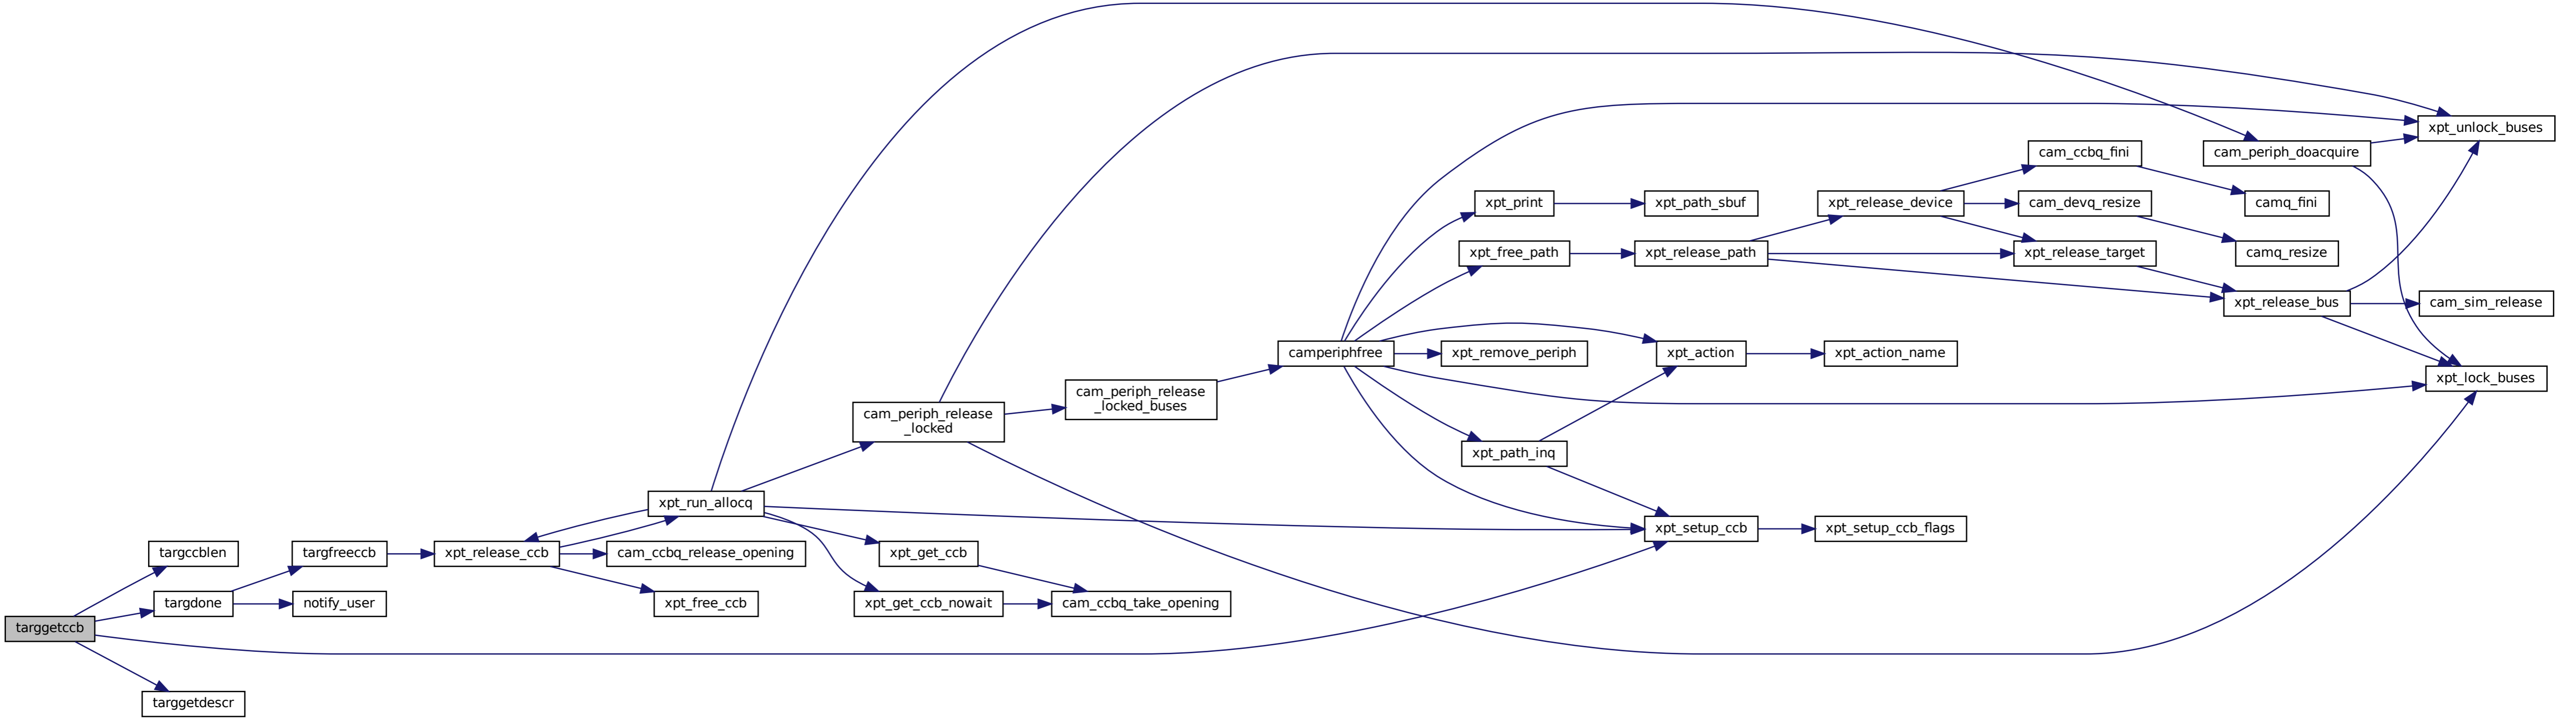 xpt_unlock_buses
cam_periph_doacquire
cam_ccbq_fini
xpt_print
xpt_path_sbuf
xpt_release_device
cam_devq_resize
camq_fini
xpt_free_path
xpt_release_path
xpt_release_target
camq_resize
xpt_release_bus
cam_sim_release
camperiphfree
xpt_remove_periph
xpt_action
xpt_action_name
xpt_lock_buses
cam_periph_release
_locked_buses
cam_periph_release
_locked
xpt_path_inq
xpt_run_allocq
xpt_setup_ccb
xpt_setup_ccb_flags
targccblen
targfreeccb
xpt_release_ccb
cam_ccbq_release_opening
xpt_get_ccb
targdone
notify_user
xpt_free_ccb
xpt_get_ccb_nowait
cam_ccbq_take_opening
targgetccb
targgetdescr